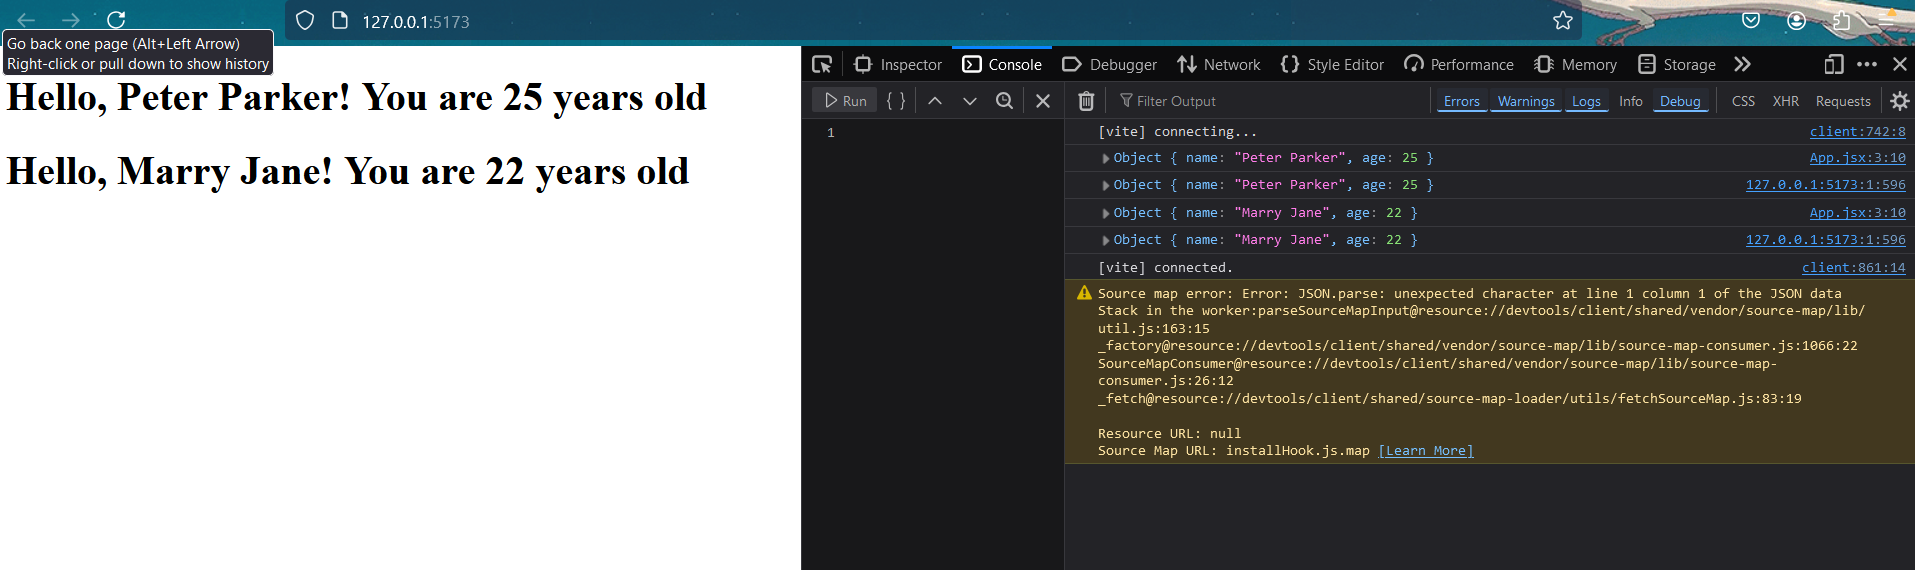 127.0.0.1:5173
Go back one page (Alt+Left Arrow)
Right-click or pull down to show history
Hello, Peter Parker! You are 25 years old
Hello, Marry Jane! You are 22 years old
Inspector Console Debugger Network Style Editor Performance Memory Storage
Run { } Filter Output Errors Warnings Logs Info Debug CSS XHR Requests
1
[vite] connecting... client:742:8
Object { name: "Peter Parker", age: 25 } App.jsx:3:10
Object { name: "Peter Parker", age: 25 } 127.0.0.1:5173:1:596
Object { name: "Marry Jane", age: 22 } App.jsx:3:10
Object { name: "Marry Jane", age: 22 } 127.0.0.1:5173:1:596
[vite] connected. client:861:14
Source map error: Error: JSON.parse: unexpected character at line 1 column 1 of the JSON data
Stack in the worker:parseSourceMapInput@resource://devtools/client/shared/vendor/source-map/lib/
util.js:163:15
_factory@resource://devtools/client/shared/vendor/source-map/lib/source-map-consumer.js:1066:22
SourceMapConsumer@resource://devtools/client/shared/vendor/source-map/lib/source-map-
consumer.js:26:12
_fetch@resource://devtools/client/shared/source-map-loader/utils/fetchSourceMap.js:83:19
Resource URL: null
Source Map URL: installHook.js.map [Learn More]